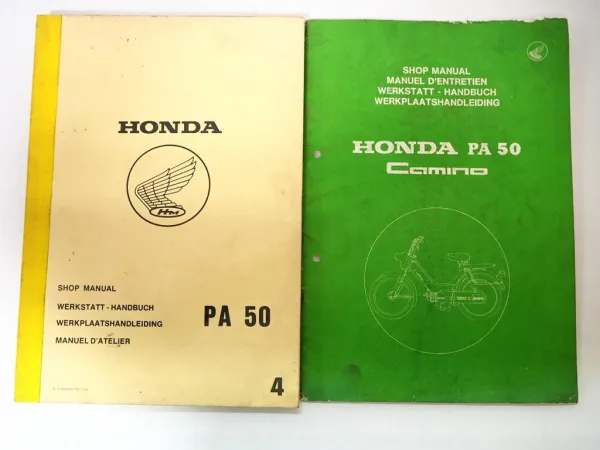 HONDA
HM
SHOP MANUAL
WERKSTATT - HANDBUCH
WERKPLAATSHANDLEIDING
MANUEL D'ATELIER
PA 50
4
SHOP MANUAL
MANUEL D'ENTRETIEN
WERKSTATT - HANDBUCH
WERKPLAATSHANDLEIDING
HONDA PA 50
Camino